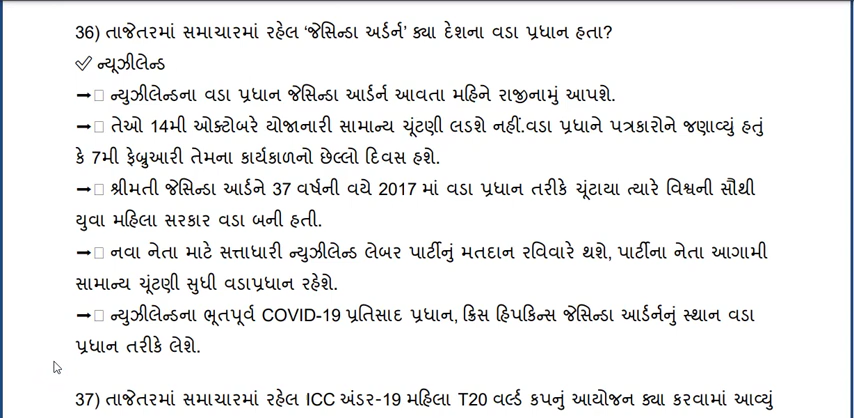 36) તાજેતરમાં સમાચારમાં રહેલ ‘જેસિન્ડા અર્ડર્ન’ ક્યા દેશના વડા પ્રધાન હતા?
✓ ન્યૂઝીલેન્ડ
➞□ ન્યુઝીલેન્ડના વડા પ્રધાન જેસિન્ડા આર્ડર્ન આવતા મહિને રાજીનામું આપશે.
➞□ તેઓ 14મી ઓક્ટોબરે યોજાનારી સામાન્ય ચૂંટણી લડશે નહીં.વડા પ્રધાને પત્રકારોને જણાવ્યું હતું
કે 7મી ફેબ્રુઆરી તેમના કાર્યકાળનો છેલ્લો દિવસ હશે.
➞□ શ્રીમતી જેસિન્ડા આર્ડને 37 વર્ષની વયે 2017 માં વડા પ્રધાન તરીકે ચૂંટાયા ત્યારે વિશ્વની સૌથી
યુવા મહિલા સરકાર વડા બની હતી.
➞□ નવા નેતા માટે સત્તાધારી ન્યુઝીલેન્ડ લેબર પાર્ટીનું મતદાન રવિવારે થશે, પાર્ટીના નેતા આગામી
સામાન્ય ચૂંટણી સુધી વડાપ્રધાન રહેશે.
➞□ ન્યુઝીલેન્ડના ભૂતપૂર્વ COVID-19 પ્રતિસાદ પ્રધાન, ક્રિસ હિપકિન્સ જેસિન્ડા આર્ડર્નનું સ્થાન વડા
પ્રધાન તરીકે લેશે.
37) તાજેતરમાં સમાચારમાં રહેલ ICC અંડર-19 મહિલા T20 વર્લ્ડ કપનું આયોજન ક્યા કરવામાં આવ્યું